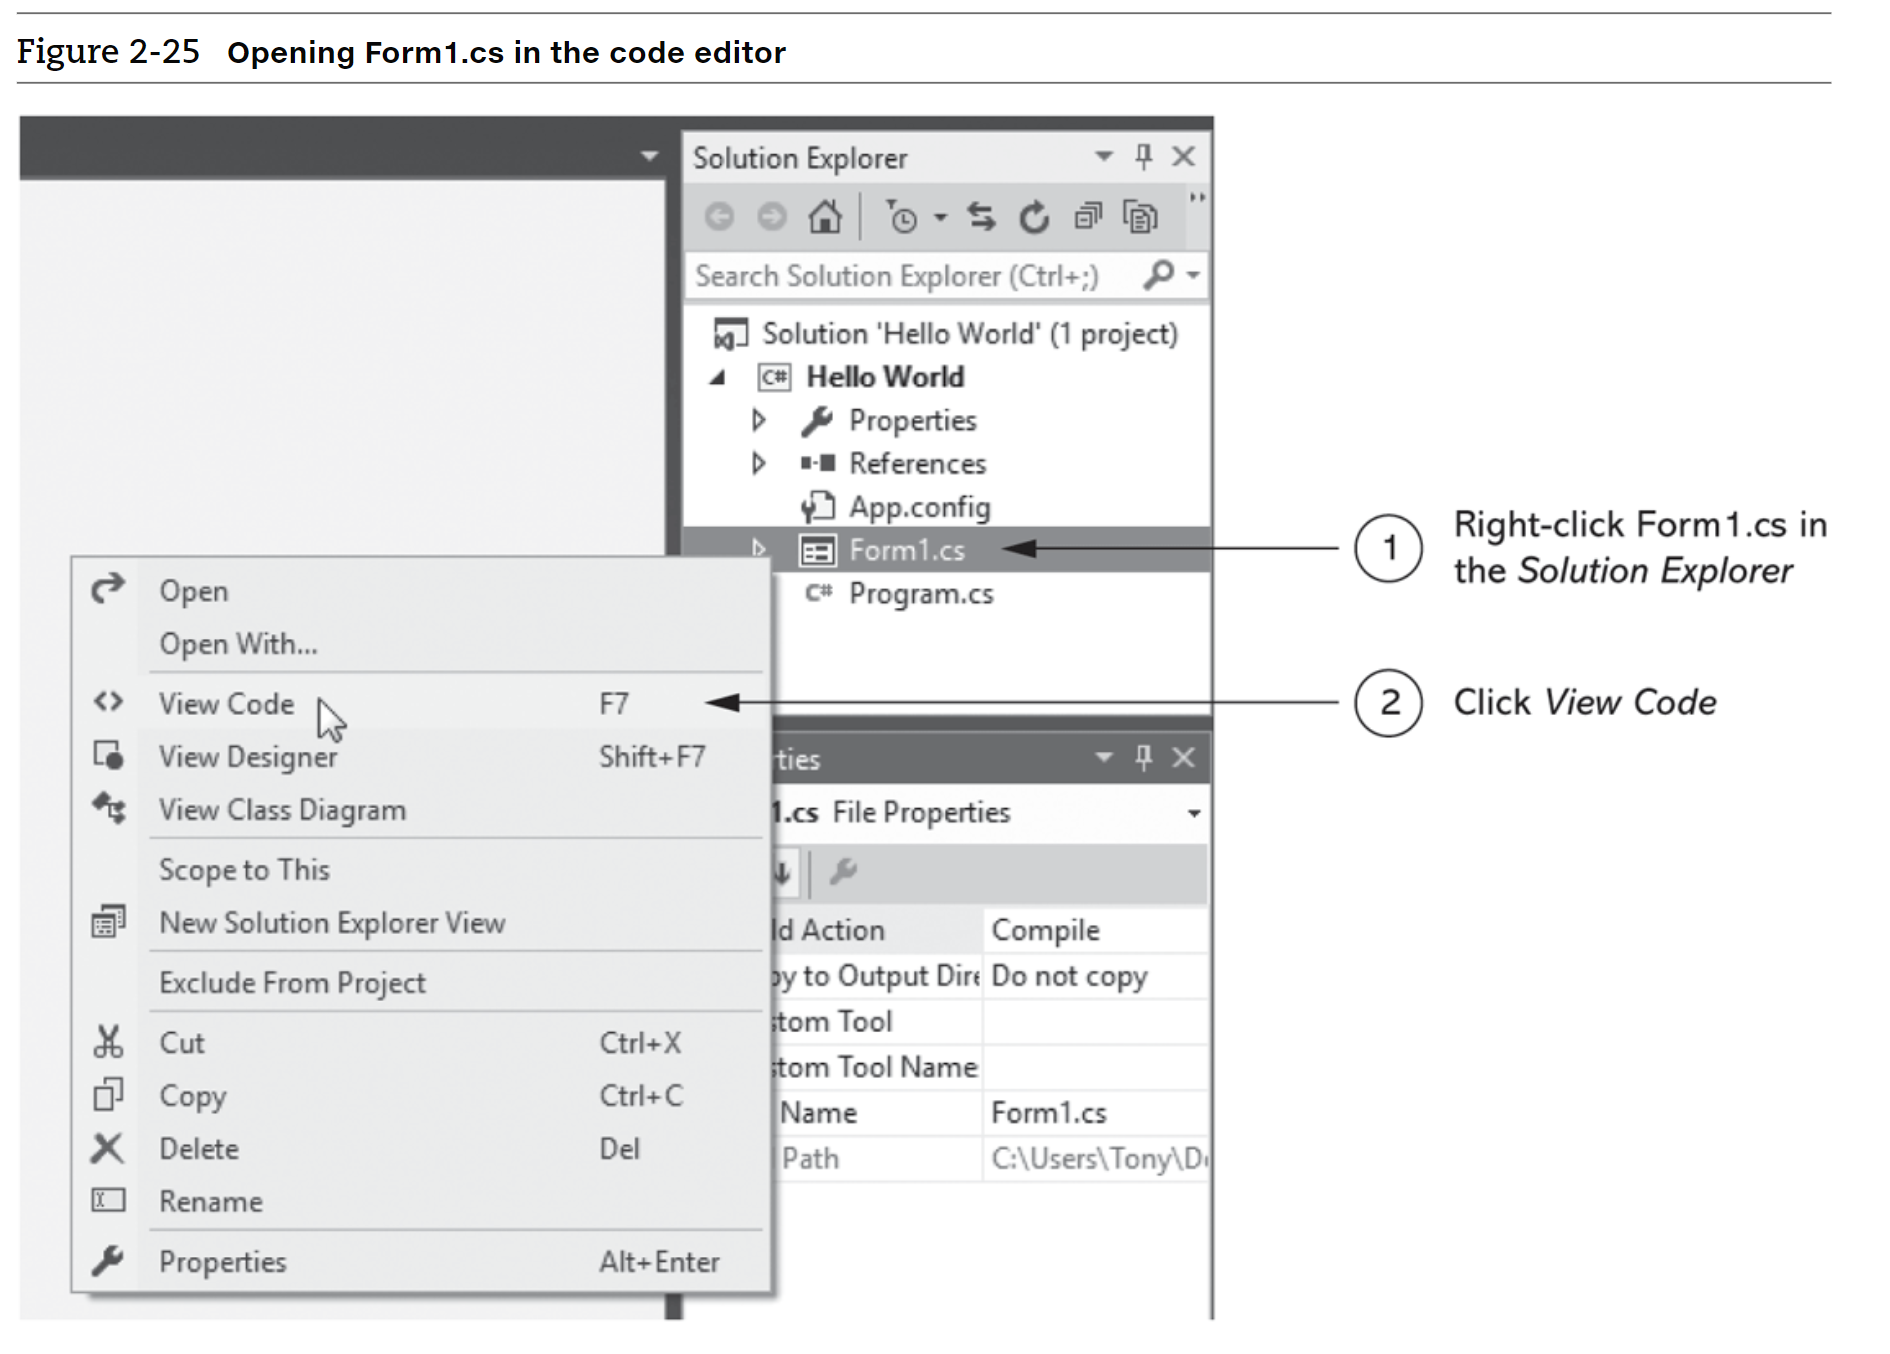 Figure 2-25 Opening Form1.cs in the code editor
Solution Explorer
Search Solution Explorer (Ctrl+;)
Solution 'Hello World' (1 project)
C# Hello World
Properties
References
App.config
Form1.cs
C# Program.cs
1 Right-click Form1.cs in
the Solution Explorer
2 Click View Code
Open
Open With...
View Code F7
View Designer Shift+F7
View Class Diagram
Scope to This
New Solution Explorer View
Exclude From Project
Cut Ctrl+X
Copy Ctrl+C
Delete Del
Rename
Properties Alt+Enter
ties
1.cs File Properties
ld Action Compile
py to Output Dire Do not copy
stom Tool
stom Tool Name
Name Form1.cs
Path C:\Users\Tony\D